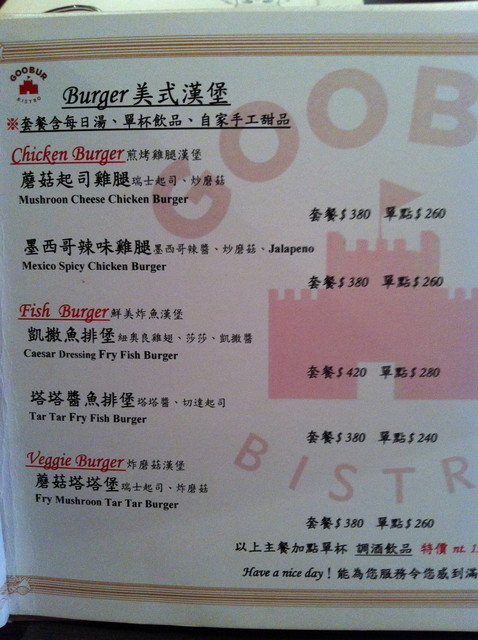 GOOBUR
BISTRO
Burger 美式漢堡
※套餐含每日湯、單杯飲品、自家手工甜品
Chicken Burger 煎烤雞腿漢堡
蘑菇起司雞腿 瑞士起司、炒蘑菇
Mushroon Cheese Chicken Burger
套餐$380 單點$260
墨西哥辣味雞腿 墨西哥辣醬、炒蘑菇，Jalapeno
Mexico Spicy Chicken Burger
套餐$380 單點$260
Fish Burger 鮮美炸魚漢堡
凱撒魚排堡 紐奧良雞翅、莎莎、凱撒醬
Caesar Dressing Fry Fish Burger
套餐$420 單點$280
塔塔醬魚排堡 塔塔醬、切達起司
Tar Tar Fry Fish Burger
套餐$380 單點$240
Veggie Burger 炸蘑菇漢堡
蘑菇塔塔堡 瑞士起司、炸蘑菇
Fry Mushroon Tar Tar Burger
套餐$380 單點$260
以上主餐加點單杯 調酒飲品 特價 nt.
Have a nice day！能為您服務令您感到滿
GOOB
BISTR